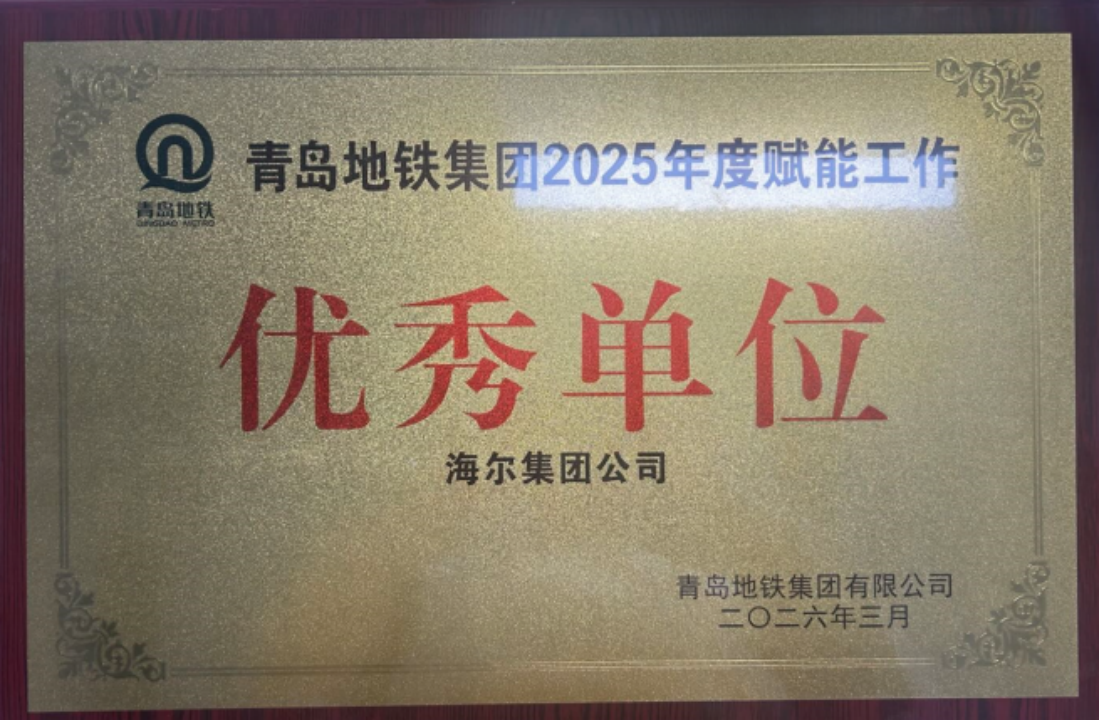 青岛地铁集团2025年度赋能工作
青岛地铁
QINGDAO METRO
优秀单位
海尔集团公司
青岛地铁集团有限公司
二〇二六年三月